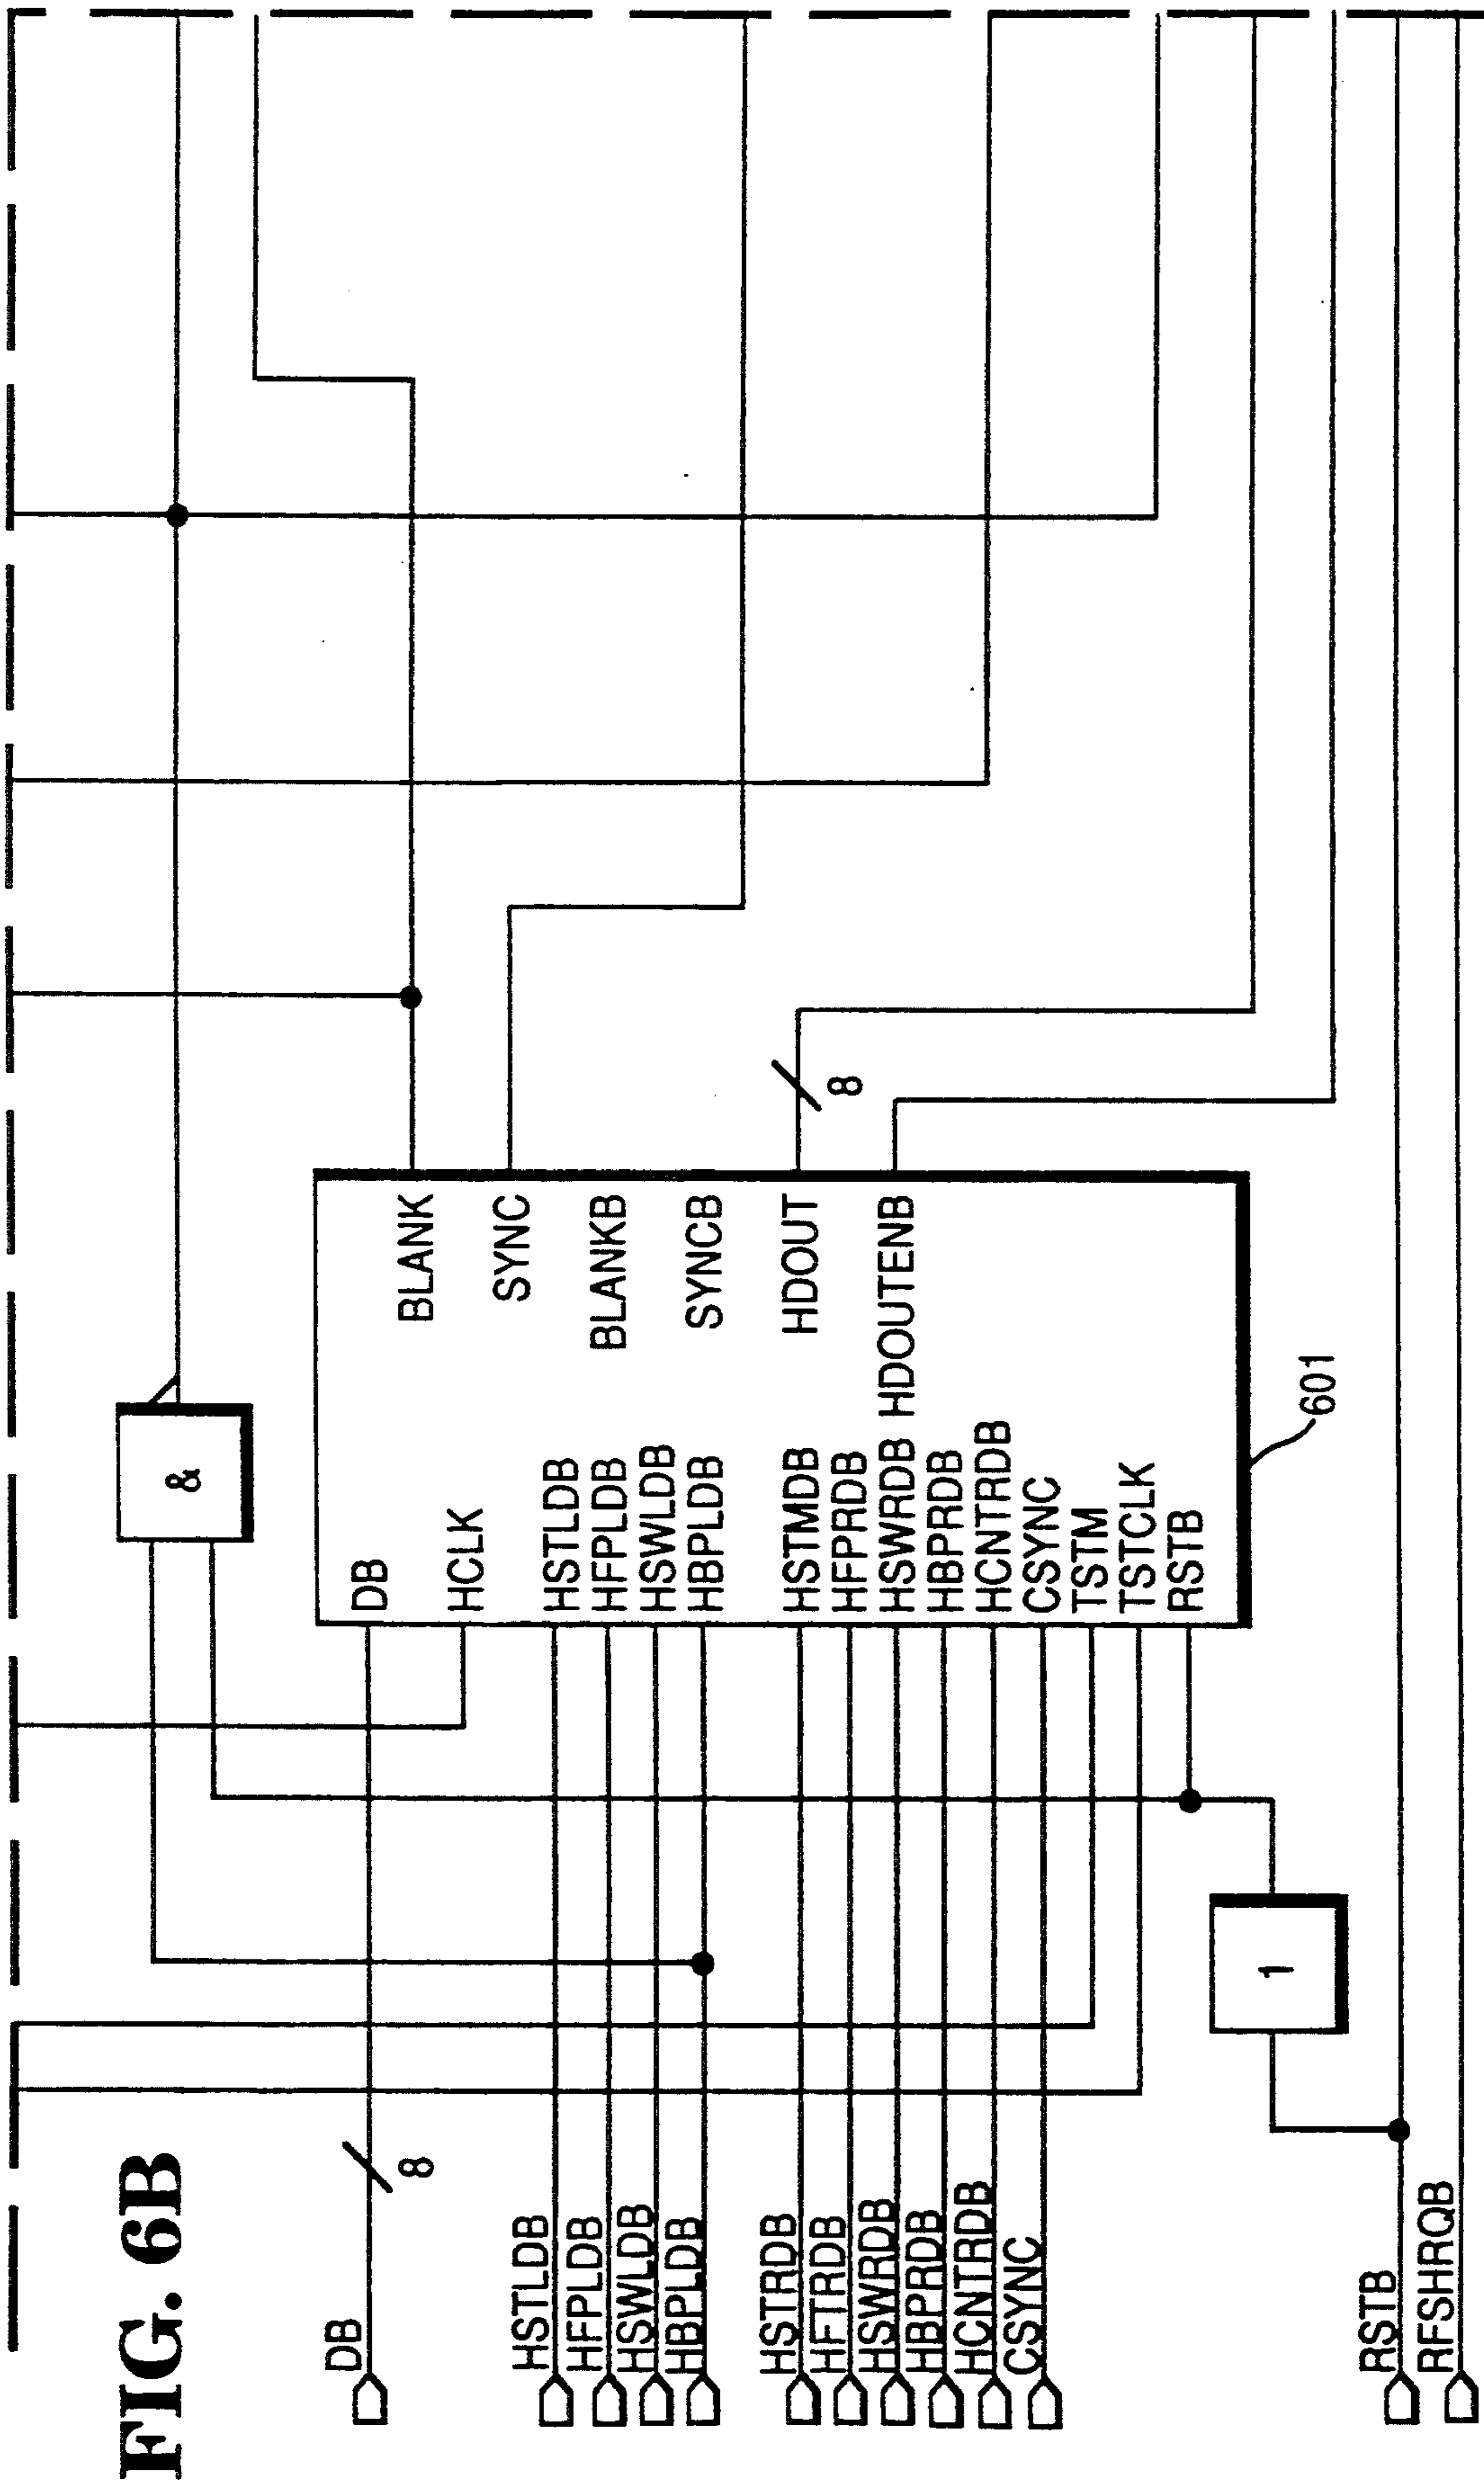 FIG. 6B
DB
8
HSTLDB
HFPLDB
HSWLDB
HBPLDB
HSTRDB
HFTRDB
HSWRDB
HBPRDB
HCNTRDB
CSYNC
RSTB
RFSHRQB
1
&
DB
HCLK
HSTLDB
HFPLDB
HSWLDB
HBPLDB
HSTMDB
HFPRDB
HSWRDB
HBPRDB
HCNTRDB
CSYNC
TSTM
TSTCLK
RSTB
BLANK
SYNC
BLANKB
SYNCB
HDOUT
HDOUTENB
8
601